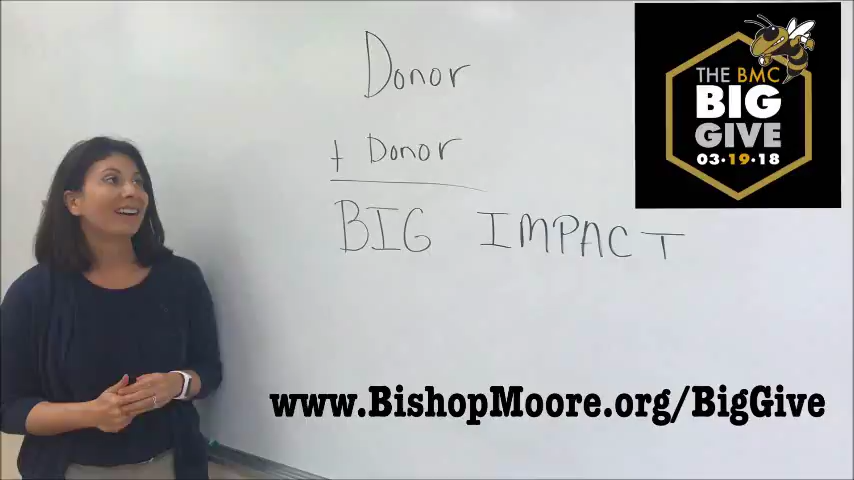 Donor
+ Donor
BIG IMPACT
THE BMC
BIG
GIVE
03•19•18
www.BishopMoore.org/BigGive